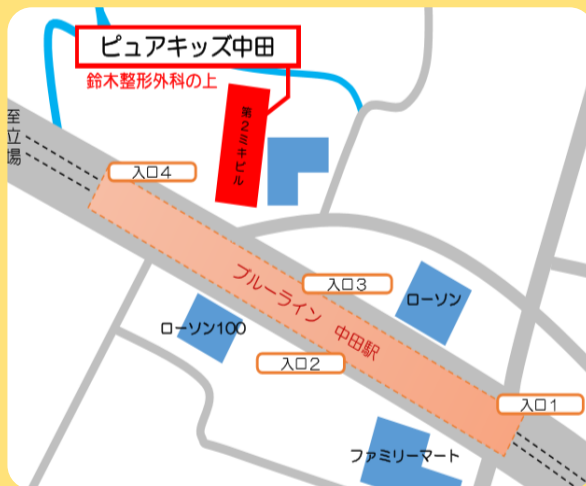 ピュアキッズ中田
鈴木整形外科の上
至立場
第2ミキビル
入口4
ブルーライン 中田駅
入口3
ローソン
ローソン100
入口2
入口1
ファミリーマート